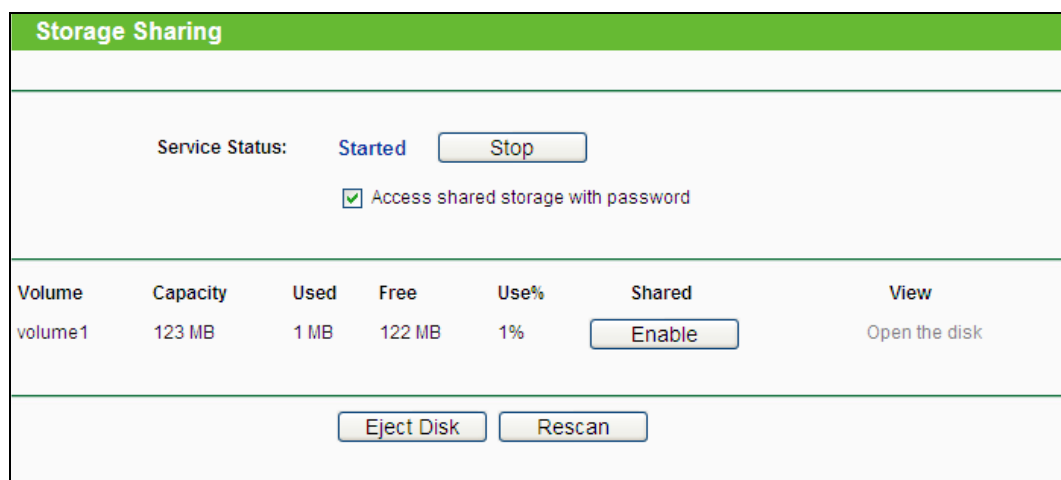 Storage Sharing
Service Status: Started Stop
Access shared storage with password
Volume Capacity Used Free Use% Shared View
volume1 123 MB 1 MB 122 MB 1% Enable Open the disk
Eject Disk Rescan